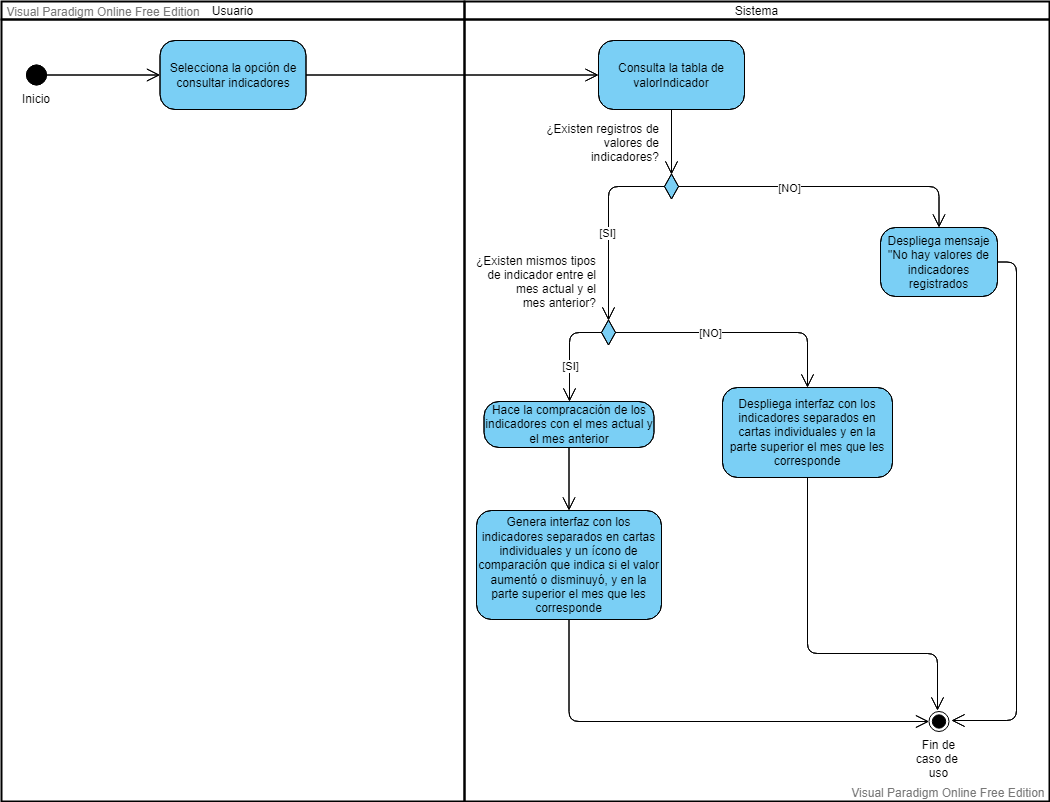 Visual Paradigm Online Free Edition
Usuario
Sistema
Inicio
Selecciona la opción de
consultar indicadores
Consulta la tabla de
valorIndicador
¿Existen registros de
valores de
indicadores?
[NO]
[SI]
Despliega mensaje
"No hay valores de
indicadores
registrados
¿Existen mismos tipos
de indicador entre el
mes actual y el
mes anterior?
[NO]
[SI]
Hace la compracación de los
indicadores con el mes actual y
el mes anterior
Despliega interfaz con los
indicadores separados en
cartas individuales y en la
parte superior el mes que les
corresponde
Genera interfaz con los
indicadores separados en cartas
individuales y un ícono de
comparación que indica si el valor
aumentó o disminuyó, y en la
parte superior el mes que les
corresponde
Fin de
caso de
uso
Visual Paradigm Online Free Edition